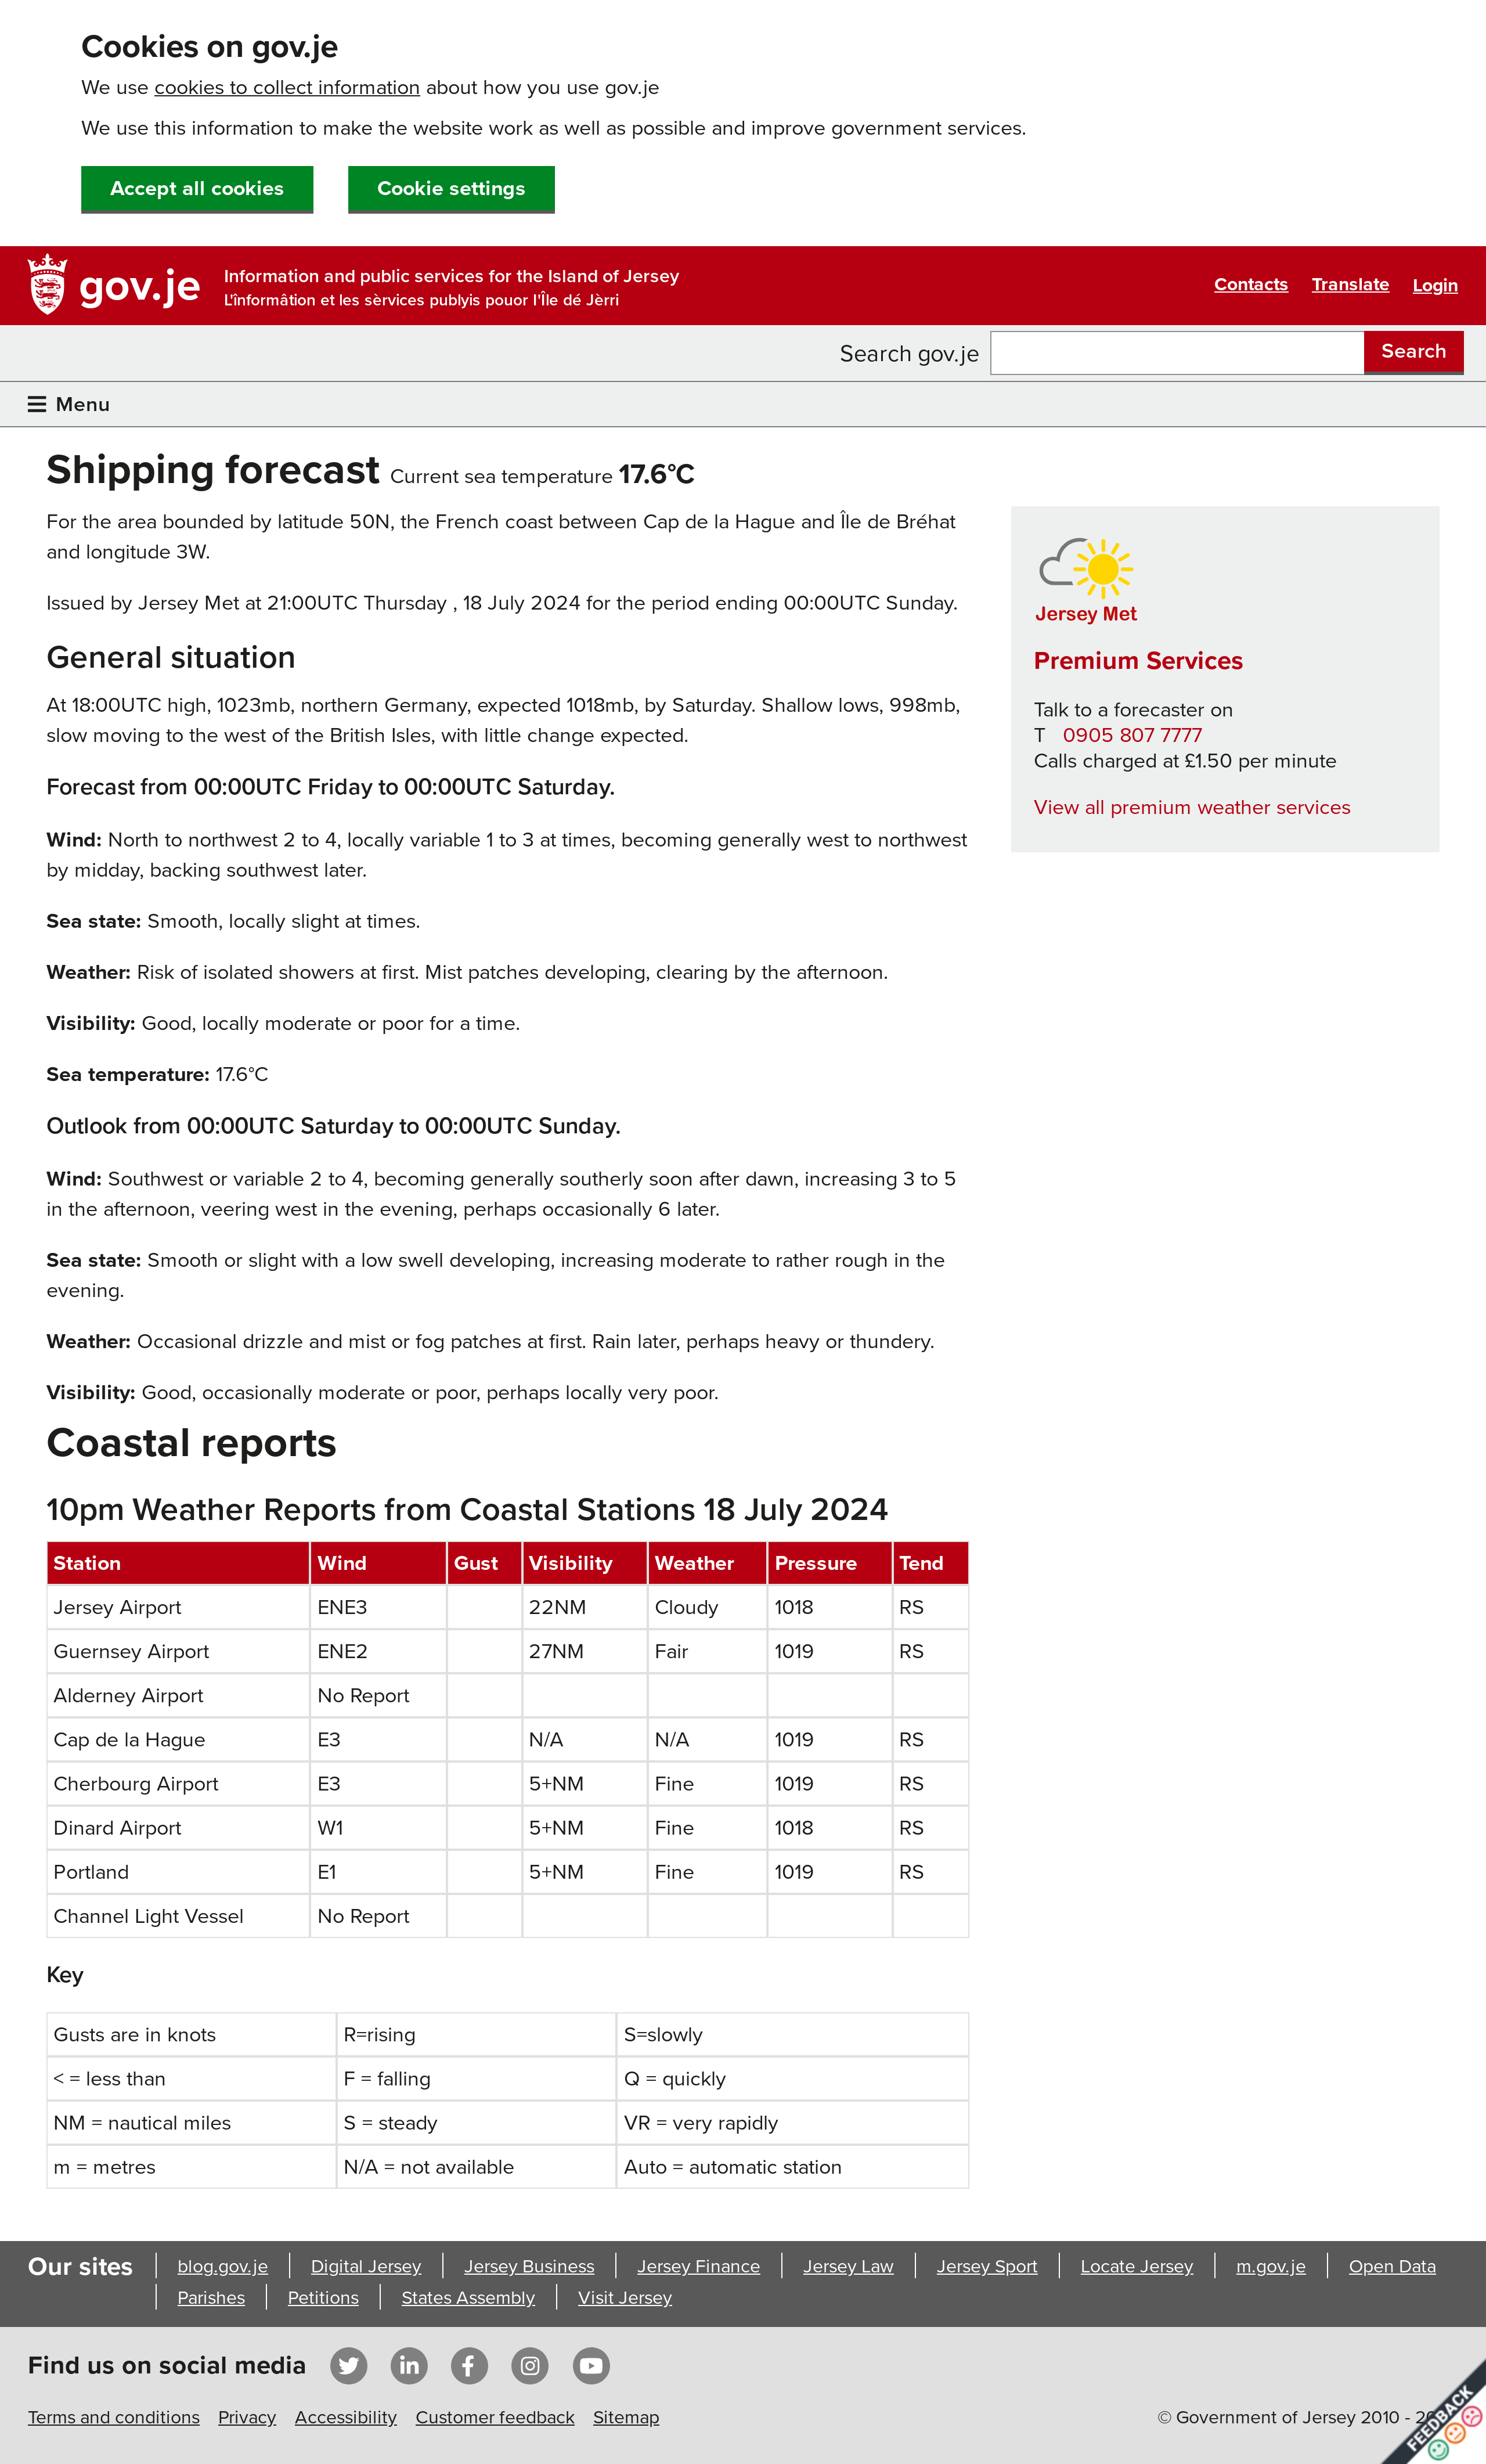 Cookies on gov.je
We use cookies to collect information about how you use gov.je
We use this information to make the website work as well as possible and improve government services.
Accept all cookies Cookie settings
gov.je
Information and public services for the Island of Jersey
L'înformâtion et les sèrvices publyis pouor I'Île dé Jèrri
Contacts Translate Login
Search gov.je Search
Menu
Shipping forecast Current sea temperature 17.6°C
For the area bounded by latitude 50N, the French coast between Cap de la Hague and Île de Bréhat
and longitude 3W.
Issued by Jersey Met at 21:00UTC Thursday , 18 July 2024 for the period ending 00:00UTC Sunday.
General situation
At 18:00UTC high, 1023mb, northern Germany, expected 1018mb, by Saturday. Shallow lows, 998mb,
slow moving to the west of the British Isles, with little change expected.
Forecast from 00:00UTC Friday to 00:00UTC Saturday.
Wind: North to northwest 2 to 4, locally variable 1 to 3 at times, becoming generally west to northwest
by midday, backing southwest later.
Sea state: Smooth, locally slight at times.
Weather: Risk of isolated showers at first. Mist patches developing, clearing by the afternoon.
Visibility: Good, locally moderate or poor for a time.
Sea temperature: 17.6°C
Outlook from 00:00UTC Saturday to 00:00UTC Sunday.
Wind: Southwest or variable 2 to 4, becoming generally southerly soon after dawn, increasing 3 to 5
in the afternoon, veering west in the evening, perhaps occasionally 6 later.
Sea state: Smooth or slight with a low swell developing, increasing moderate to rather rough in the
evening.
Weather: Occasional drizzle and mist or fog patches at first. Rain later, perhaps heavy or thundery.
Visibility: Good, occasionally moderate or poor, perhaps locally very poor.
Jersey Met
Premium Services
Talk to a forecaster on
T 0905 807 7777
Calls charged at £1.50 per minute
View all premium weather services
Coastal reports
10pm Weather Reports from Coastal Stations 18 July 2024
Station Wind Gust Visibility Weather Pressure Tend
Jersey Airport ENE3 22NM Cloudy 1018 RS
Guernsey Airport ENE2 27NM Fair 1019 RS
Alderney Airport No Report
Cap de la Hague E3 N/A N/A 1019 RS
Cherbourg Airport E3 5+NM Fine 1019 RS
Dinard Airport W1 5+NM Fine 1018 RS
Portland E1 5+NM Fine 1019 RS
Channel Light Vessel No Report
Key
Gusts are in knots R=rising S=slowly
< = less than F = falling Q = quickly
NM = nautical miles S = steady VR = very rapidly
m = metres N/A = not available Auto = automatic station
Our sites blog.gov.je Digital Jersey Jersey Business Jersey Finance Jersey Law Jersey Sport Locate Jersey m.gov.je Open Data
Parishes Petitions States Assembly Visit Jersey
Find us on social media
Terms and conditions Privacy Accessibility Customer feedback Sitemap
© Government of Jersey 2010 -
FEEDBACK